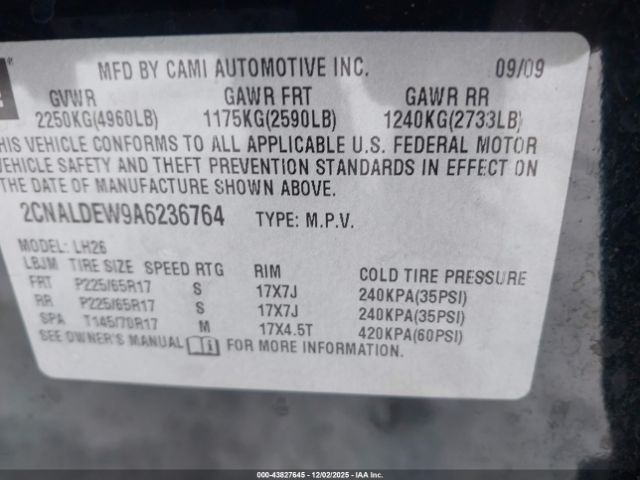 MFD BY CAMI AUTOMOTIVE INC. 09/09
GVWR GAWR FRT GAWR RR
2250KG(4960LB) 1175KG(2590LB) 1240KG(2733LB)
THIS VEHICLE CONFORMS TO ALL APPLICABLE U.S. FEDERAL MOTOR
VEHICLE SAFETY AND THEFT PREVENTION STANDARDS IN EFFECT ON
THE DATE OF MANUFACTURE SHOWN ABOVE.
2CNALDEW9A6236764 TYPE: M.P.V.
MODEL: LH26
LBJM TIRE SIZE SPEED RTG RIM COLD TIRE PRESSURE
FRT P225/65R17 S 17X7J 240KPA(35PSI)
RR P225/65R17 S 17X7J 240KPA(35PSI)
SPA T145/70R17 M 17X4.5T 420KPA(60PSI)
SEE OWNER'S MANUAL FOR MORE INFORMATION.
000-43827645 - 12/02/2025 - IAA Inc.